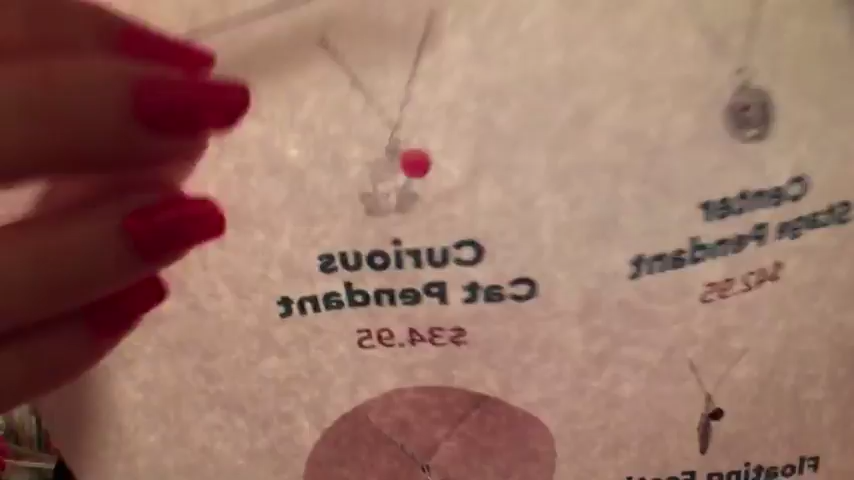 Curious
Cat Pendant
$34.95
Center
Stage Pendant
$42.95
Floating